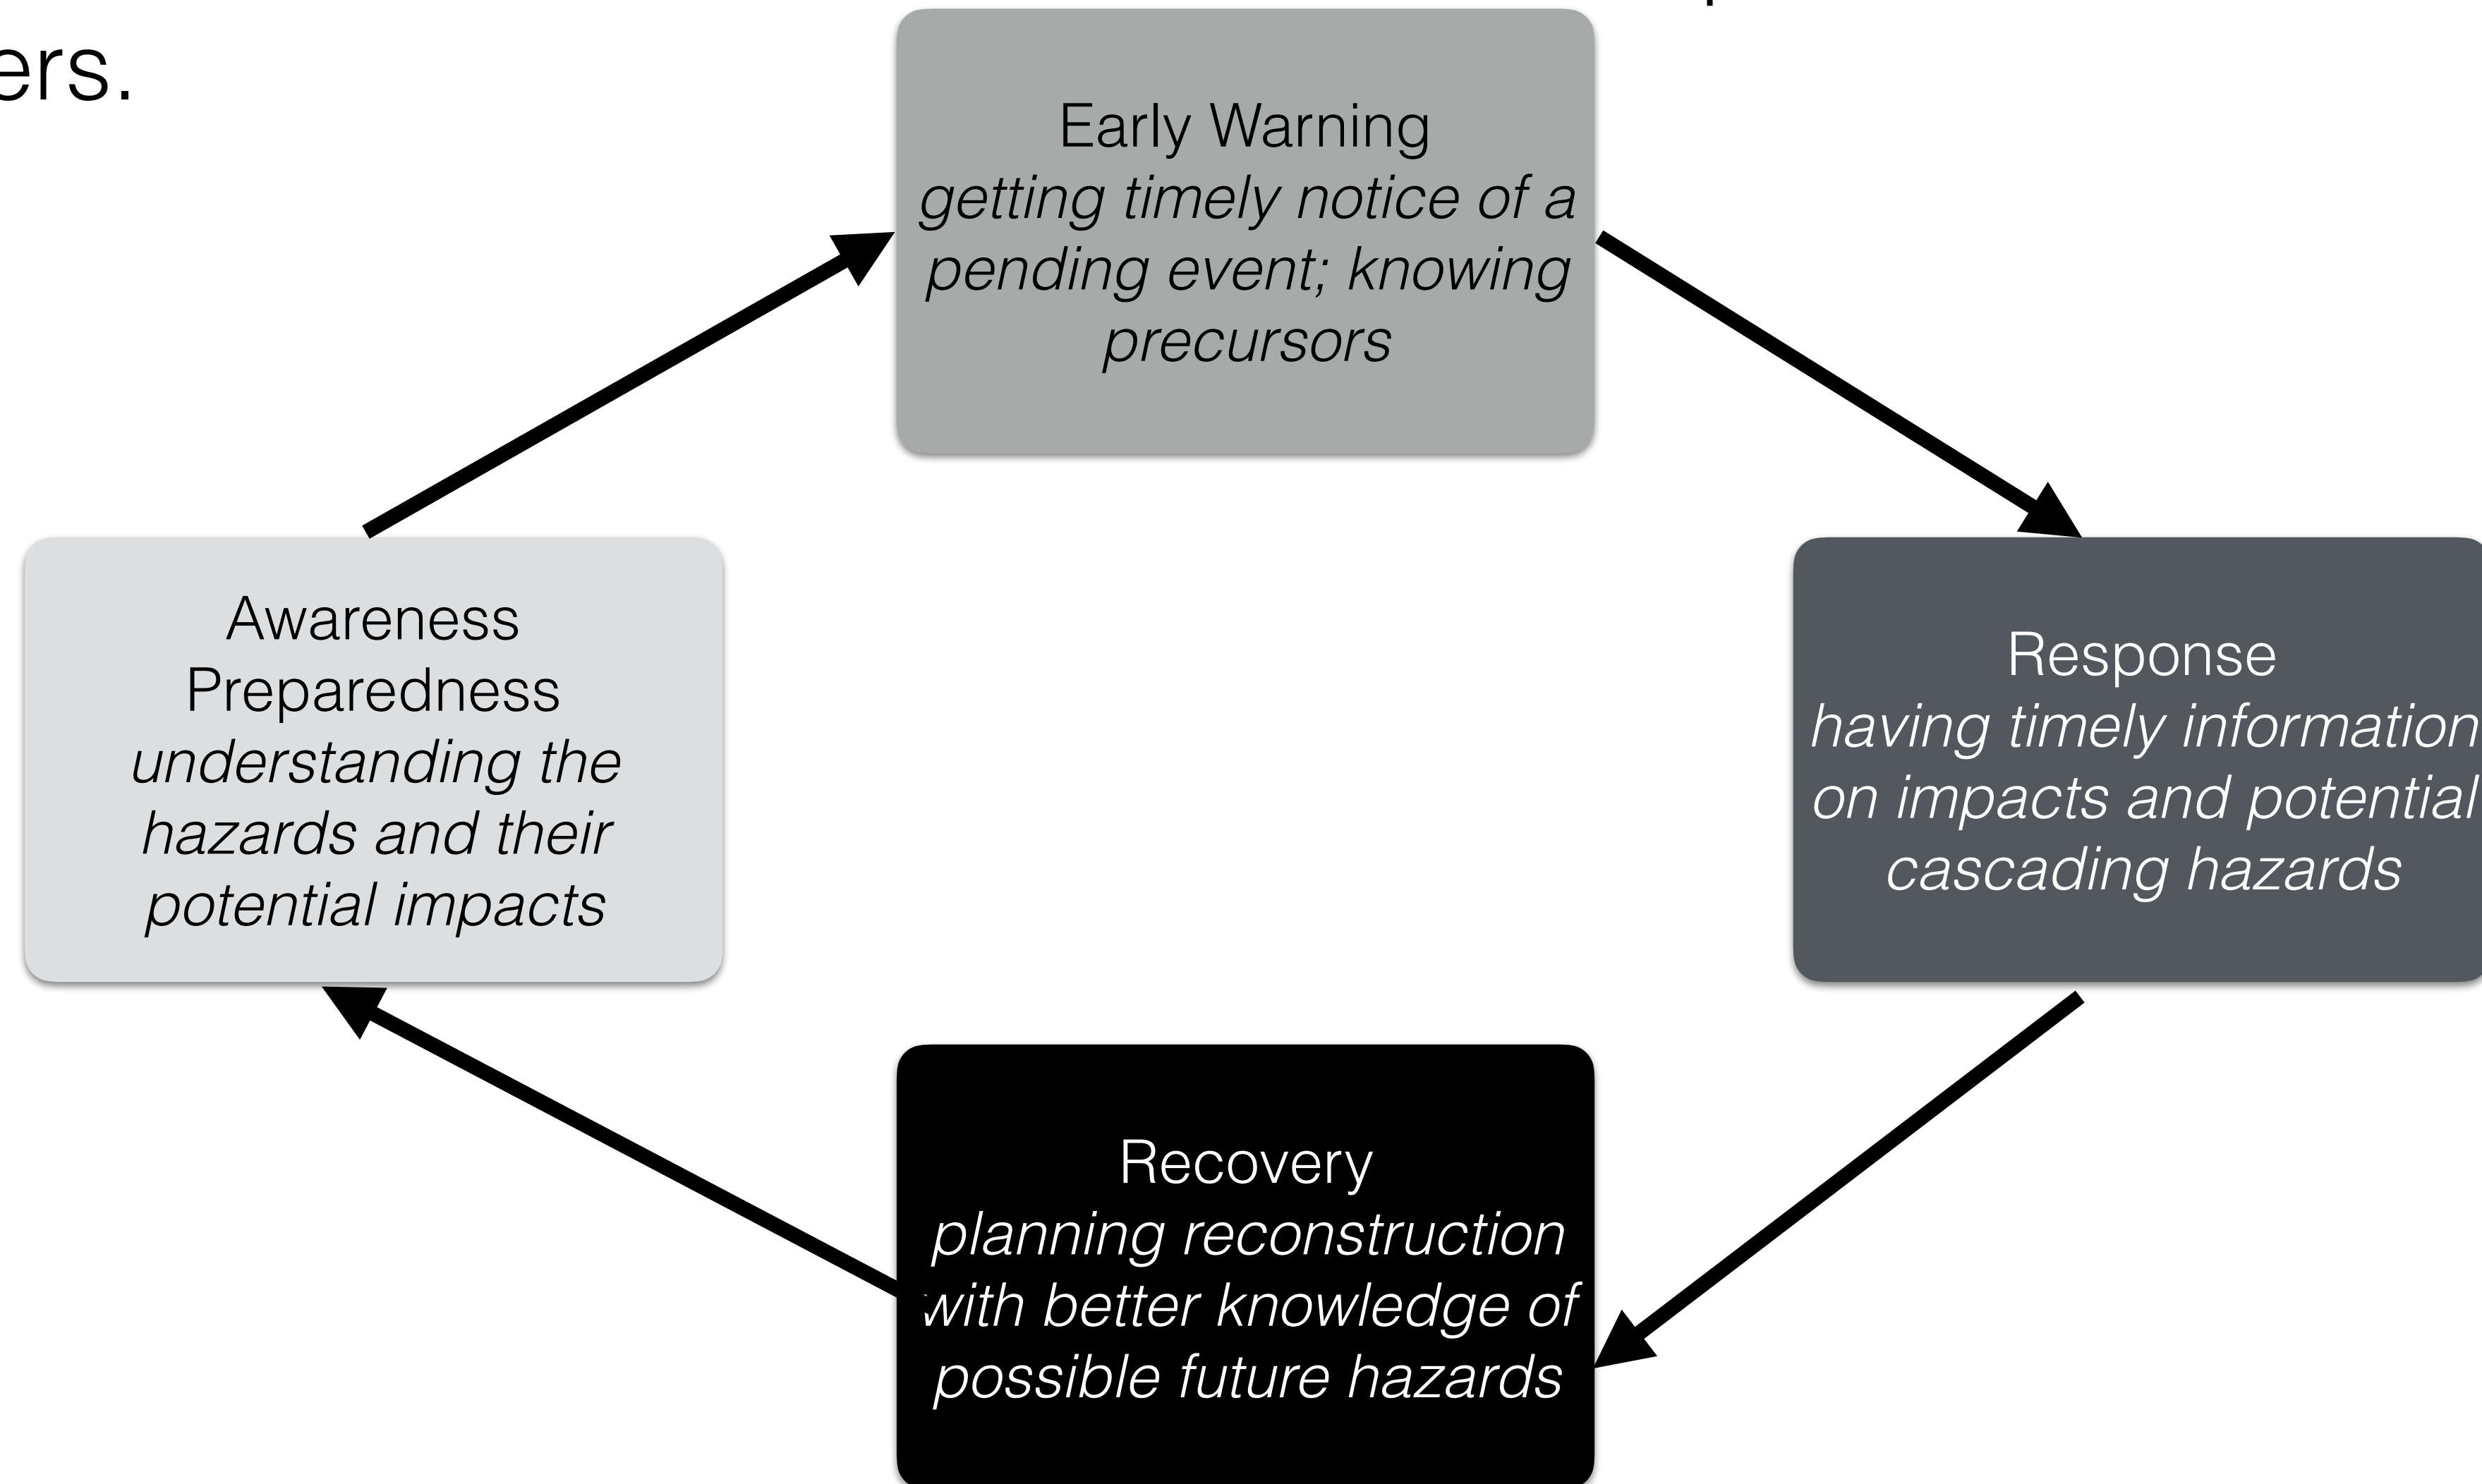 ers.
Early Warning
getting timely notice of a
pending event; knowing
precursors
Awareness
Preparedness
understanding the
hazards and their
potential impacts
Response
having timely information
on impacts and potential
cascading hazards
Recovery
planning reconstruction
with better knowledge of
possible future hazards